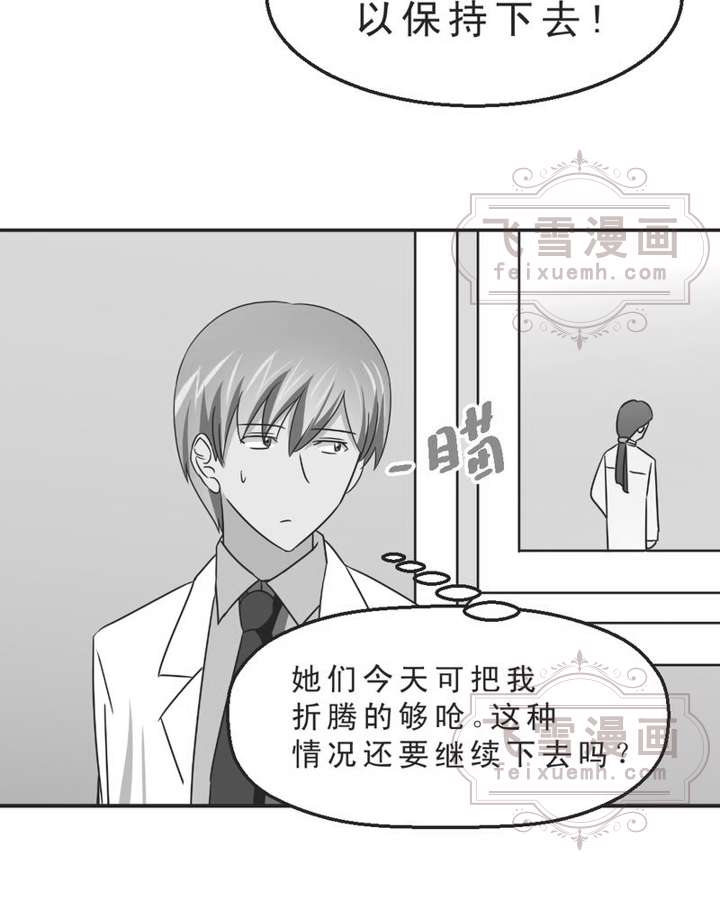 以保持下去!
飞雪漫画
feixuemh.com
瞄
她们今天可把我
折腾的够呛。这种
情况还要继续下去吗?
飞雪漫画
feixuemh.com